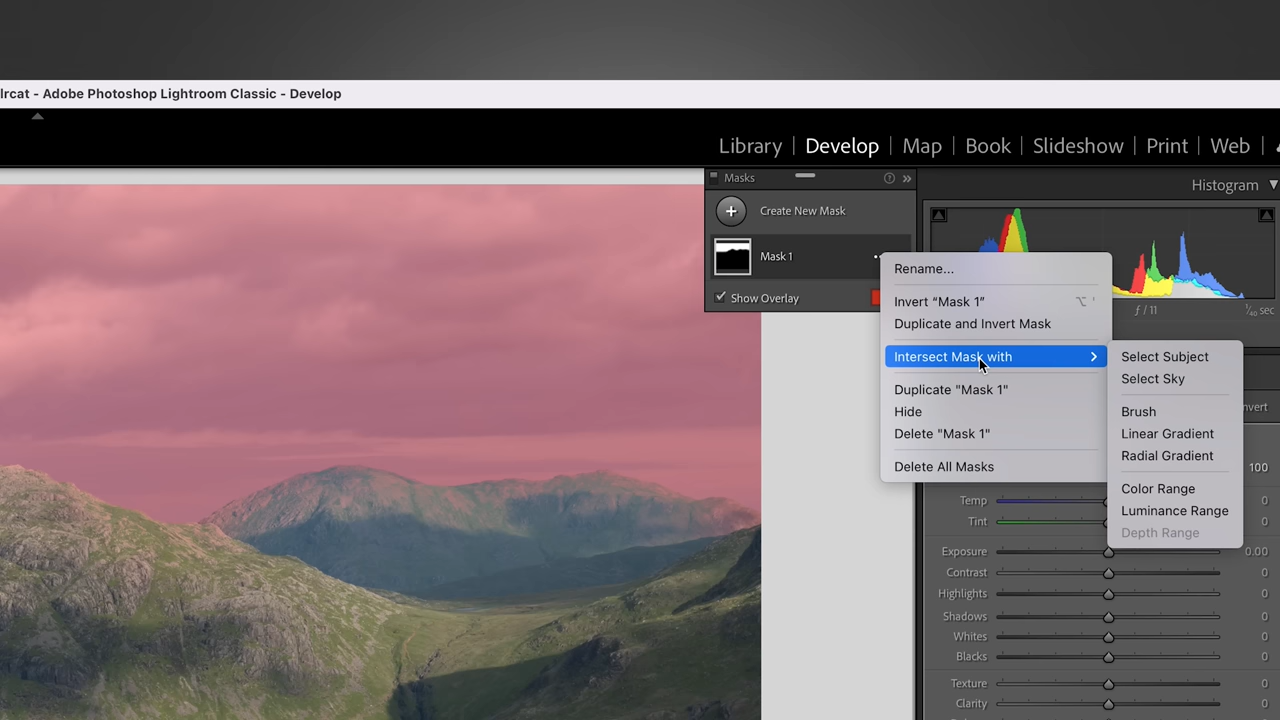 lrcat - Adobe Photoshop Lightroom Classic - Develop
Library | Develop | Map | Book | Slideshow | Print | Web |
Masks
Histogram
Create New Mask
Mask 1
Show Overlay
Rename...
Invert “Mask 1”
Duplicate and Invert Mask
Intersect Mask with
Duplicate "Mask 1"
Hide
Delete "Mask 1"
Delete All Masks
Select Subject
Select Sky
Brush
Linear Gradient
Radial Gradient
Color Range
Luminance Range
Depth Range
ƒ / 11
1/40 sec
100
Temp 0
Tint 0
Exposure 0.00
Contrast 0
Highlights 0
Shadows 0
Whites 0
Blacks 0
Texture 0
Clarity 0